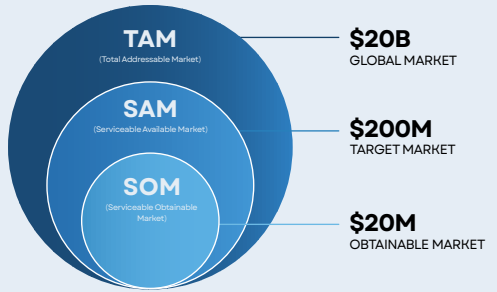 TAM
(Total Addressable Market)
$20B
GLOBAL MARKET
SAM
(Serviceable Available Market)
$200M
TARGET MARKET
SOM
(Serviceable Obtainable
Market)
$20M
OBTAINABLE MARKET